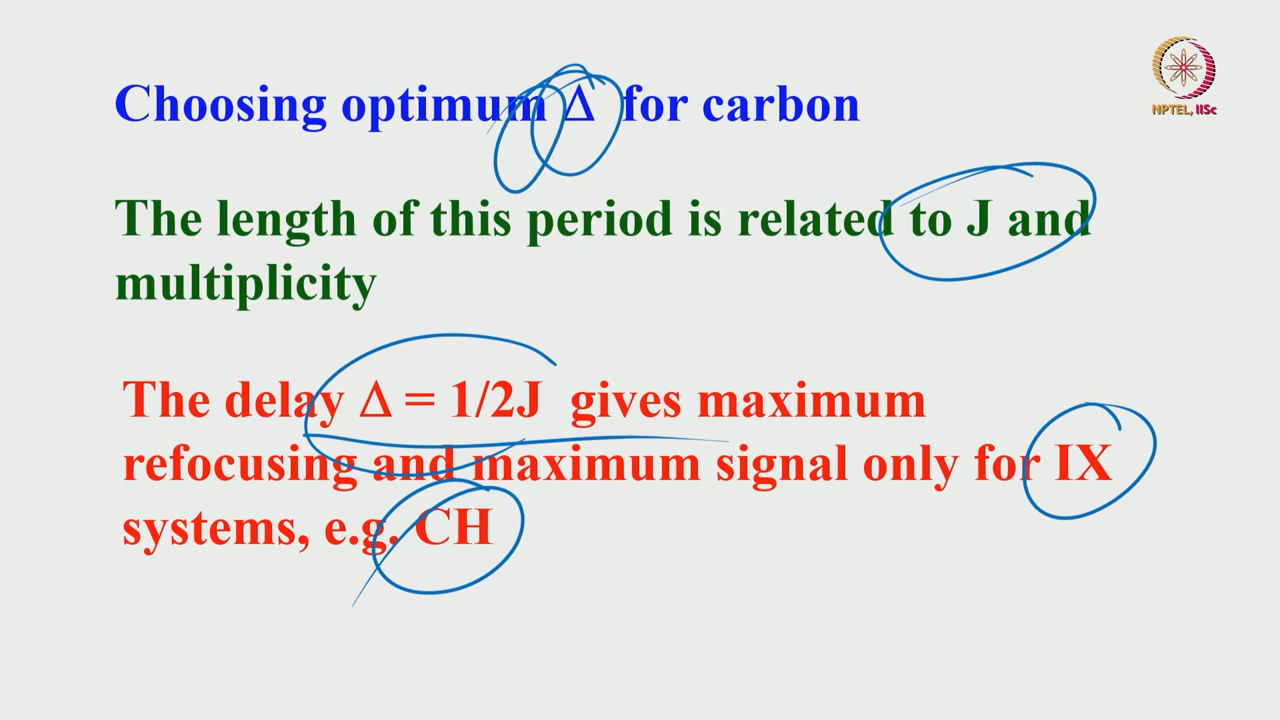 NPTEL, IISc
Choosing optimum Δ for carbon
The length of this period is related to J and
multiplicity
The delay Δ = 1/2J gives maximum
refocusing and maximum signal only for IX
systems, e.g. CH